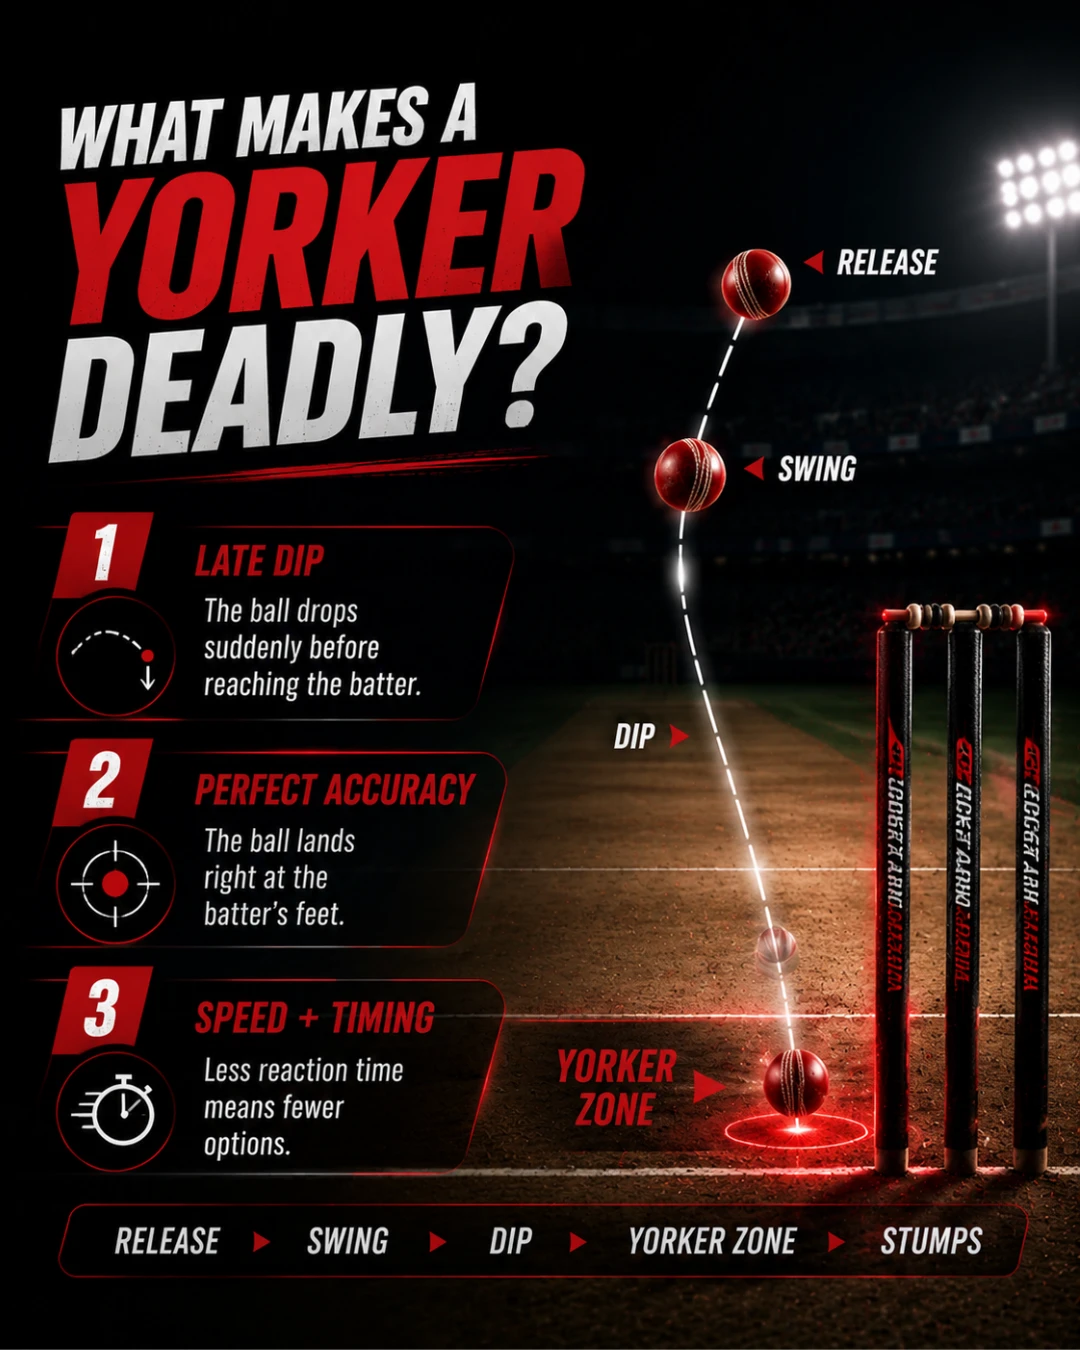 WHAT MAKES A
YORKER
DEADLY?
RELEASE
SWING
DIP
YORKER
ZONE
1
LATE DIP
The ball drops
suddenly before
reaching the batter.
2
PERFECT ACCURACY
The ball lands
right at the
batter's feet.
3
SPEED + TIMING
Less reaction time
means fewer
options.
RELEASE SWING DIP YORKER ZONE STUMPS